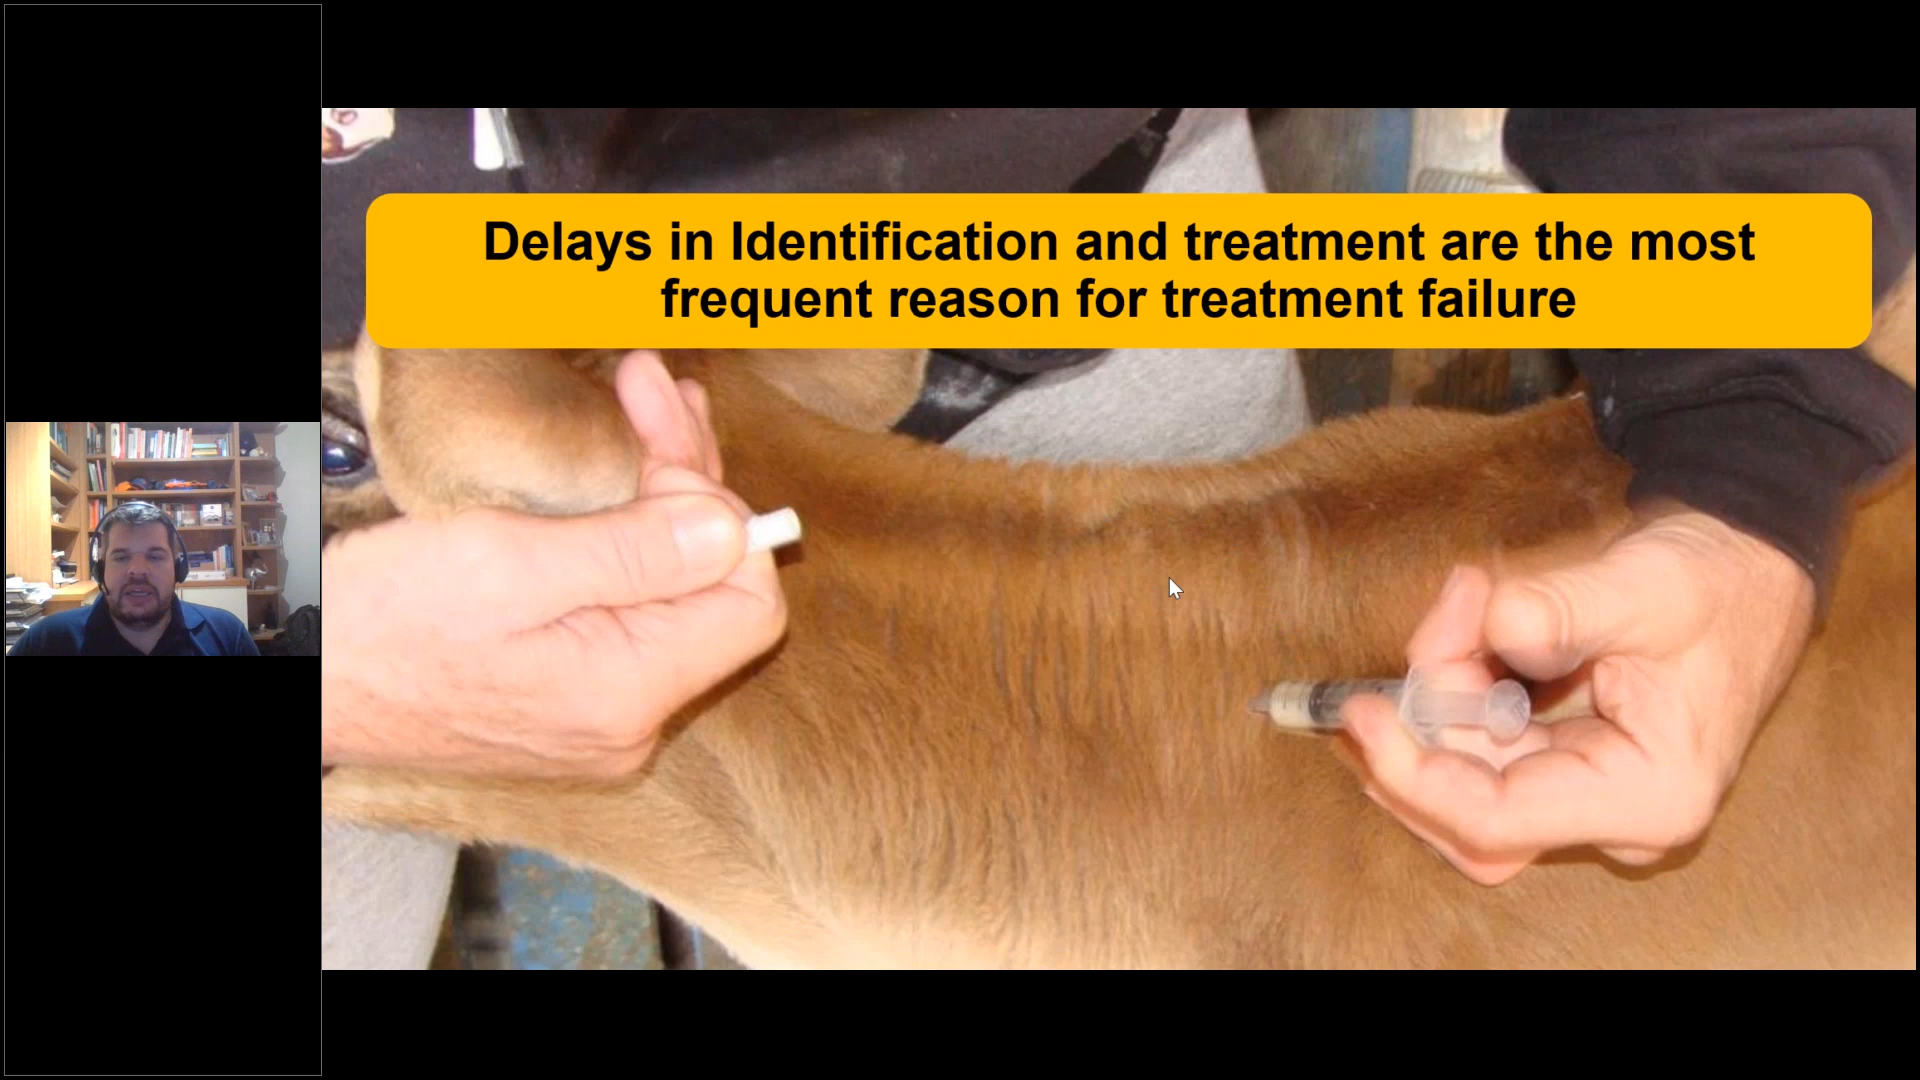 Delays in Identification and treatment are the most
frequent reason for treatment failure